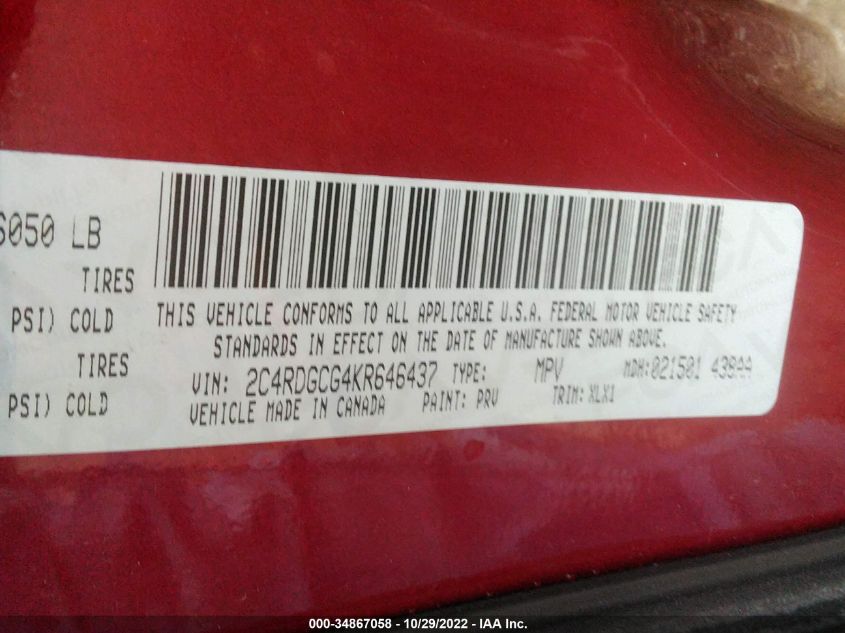 6050 LB
TIRES
PSI) COLD
TIRES
PSI) COLD
THIS VEHICLE CONFORMS TO ALL APPLICABLE U.S.A. FEDERAL MOTOR VEHICLE SAFETY
STANDARDS IN EFFECT ON THE DATE OF MANUFACTURE SHOWN ABOVE.
VIN: 2C4RDGCG4KR646437 TYPE: MPV MDH:021501 439AA
VEHICLE MADE IN CANADA PAINT: PRV TRIM: XLX1
000-34867058 - 10/29/2022 - IAA Inc.